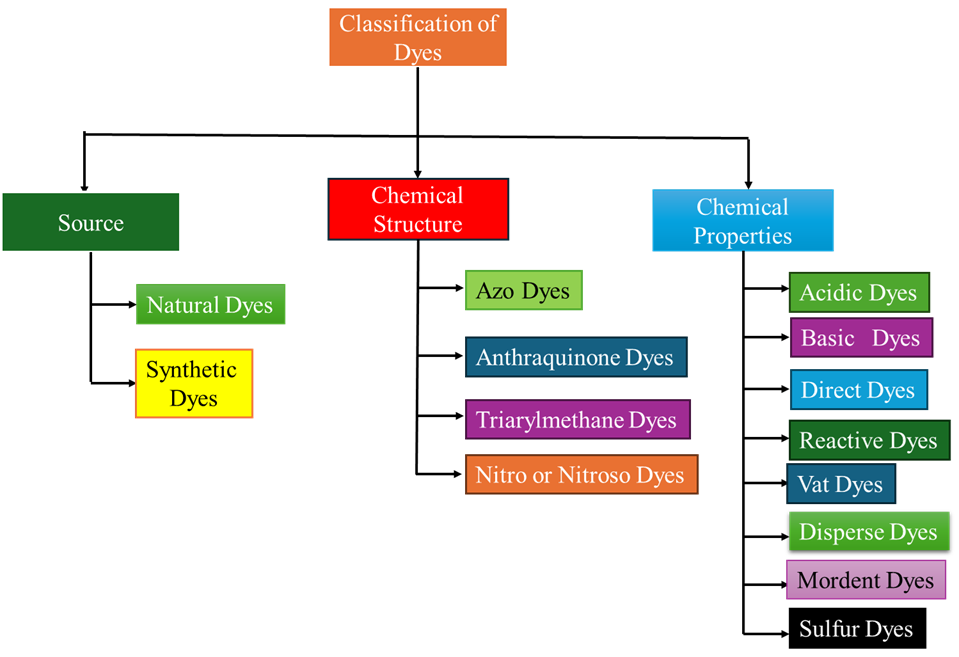 Classification of
Dyes
Source
Natural Dyes
Synthetic
Dyes
Chemical
Structure
Azo Dyes
Anthraquinone Dyes
Triarylmethane Dyes
Nitro or Nitroso Dyes
Chemical
Properties
Acidic Dyes
Basic Dyes
Direct Dyes
Reactive Dyes
Vat Dyes
Disperse Dyes
Mordent Dyes
Sulfur Dyes